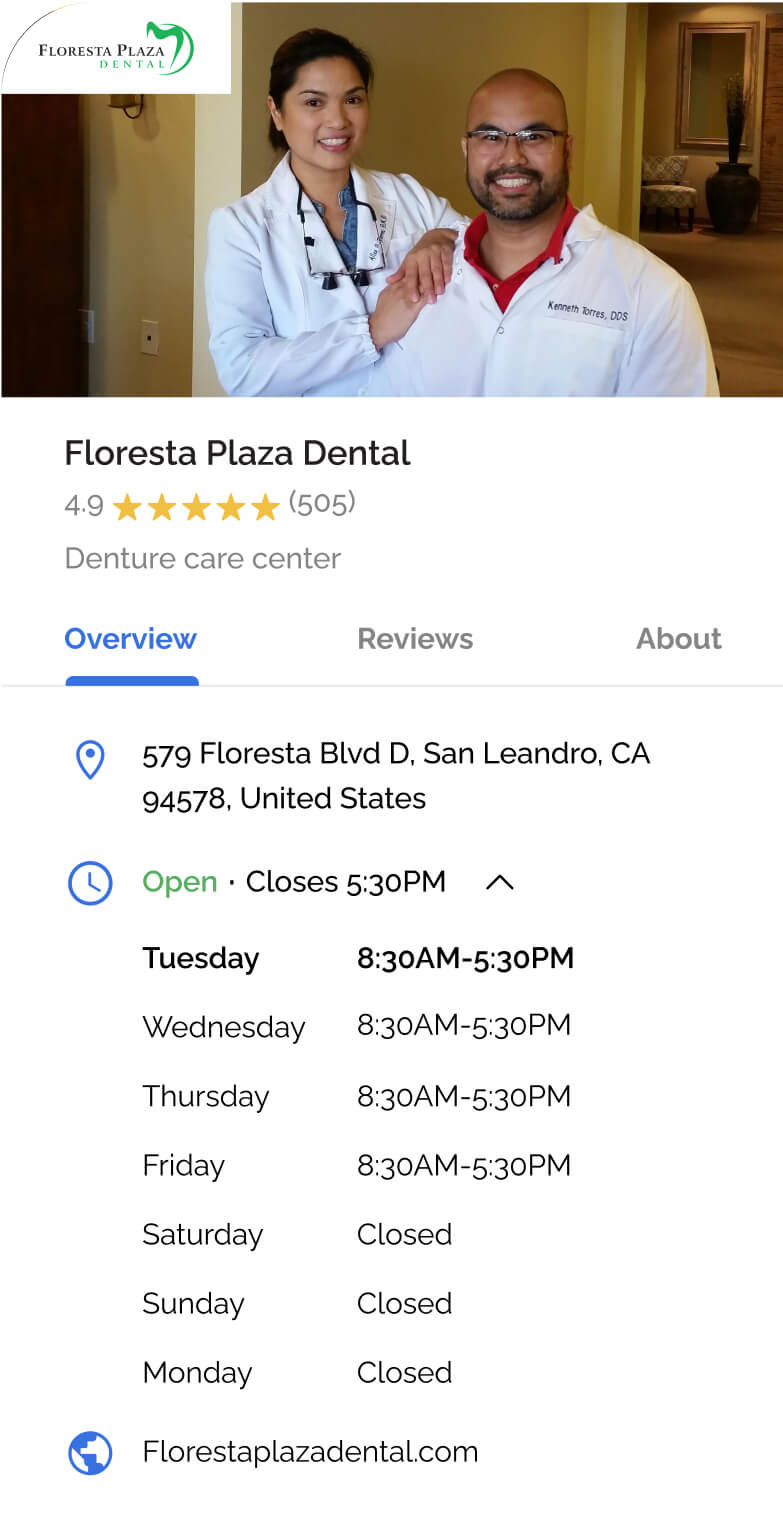 FLORESTA PLAZA
DENTAL
Kenneth Torres, DDS
Floresta Plaza Dental
4.9 (505)
Denture care center
Overview Reviews About
579 Floresta Blvd D, San Leandro, CA
94578, United States
Open · Closes 5:30PM
Tuesday 8:30AM-5:30PM
Wednesday 8:30AM-5:30PM
Thursday 8:30AM-5:30PM
Friday 8:30AM-5:30PM
Saturday Closed
Sunday Closed
Monday Closed
Florestaplazadental.com